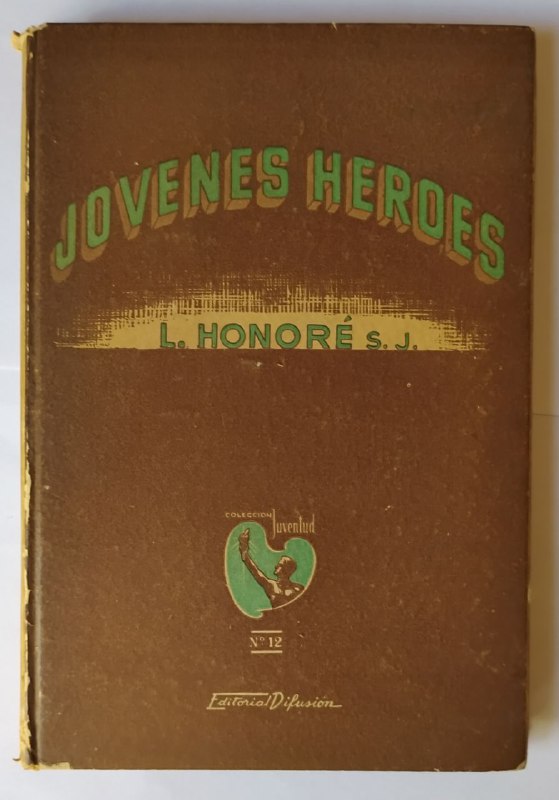 JOVENES HEROES
L. HONORÉ S. J.
COLECCION Juventud
Nº 12
Editorial Difusión